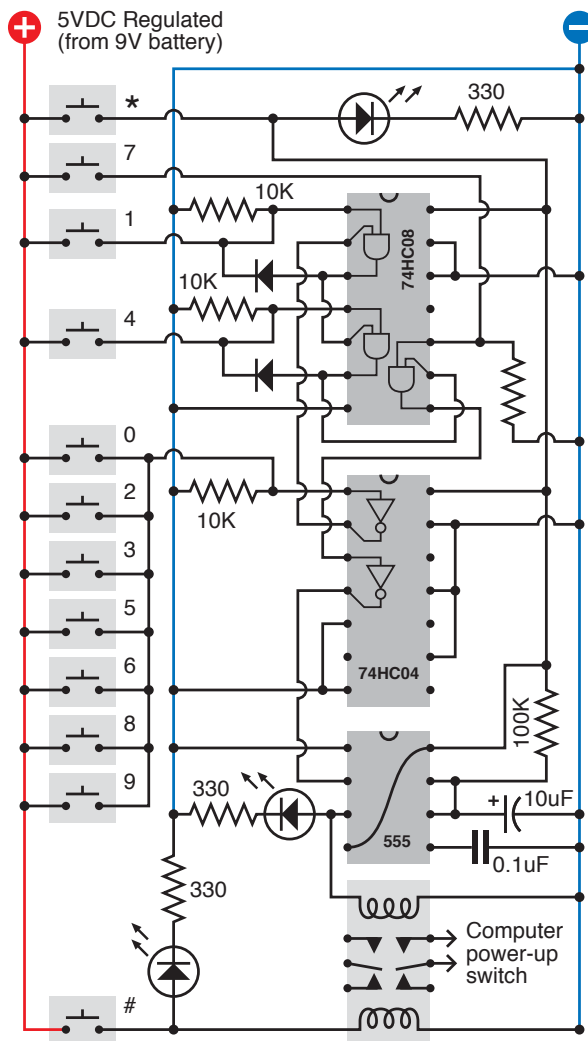 5VDC Regulated
(from 9V battery)
*
330
7
10K
1
74HC08
10K
4
0
10K
2
3
5
6
74HC04
8
100K
9
330
+ 10uF
555
0.1uF
330
Computer
power-up
switch
#